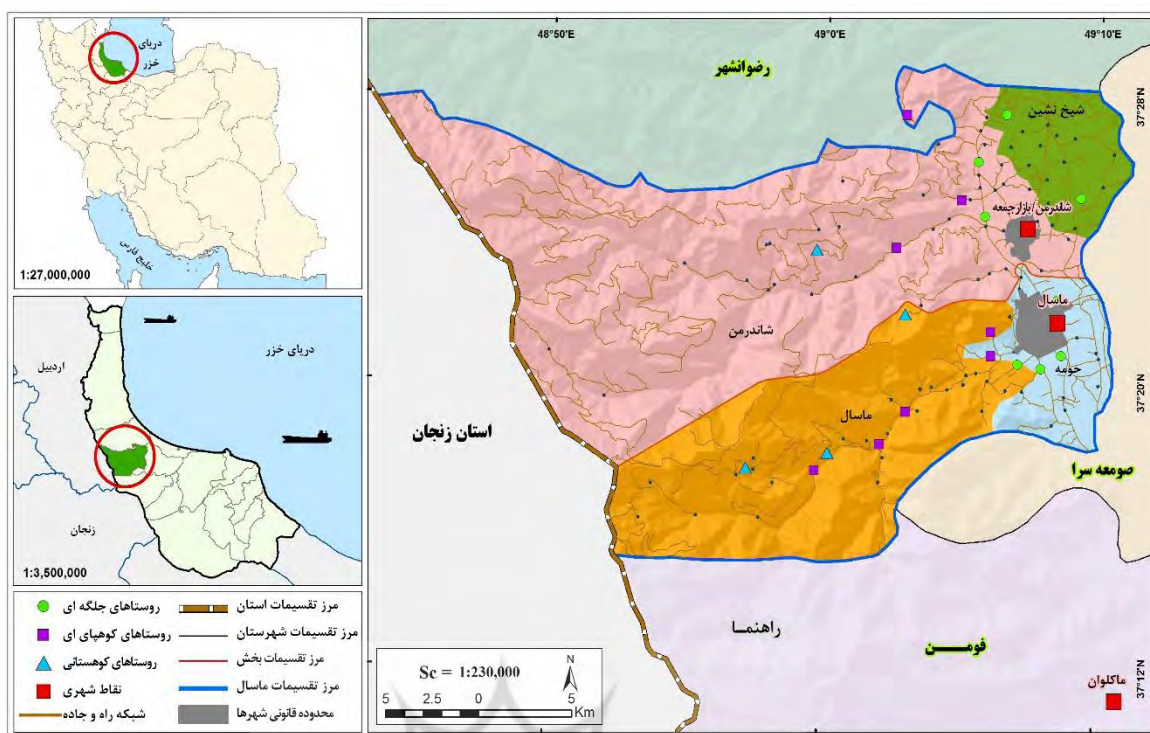 دریای
خزر
خلیج فارس
1:27,000,000
اردبیل
دریای خزر
زنجان
1:3,500,000
روستاهای جلگه ای
مرز تقسیمات استان
روستاهای کوهپای ای
مرز تقسیمات شهرستان
روستاهای کوهستانی
مرز تقسیمات بخش
نقاط شهری
مرز تقسیمات ماسال
شبکه راه و جاده
محدوده قانونی شهرها
48°50'E
49°0'E
49°10'E
37°28'N
37°20'N
37°12'N
رضوانشهر
شیخ نشین
شاندرمن/بازارجمعه
ماسال
حومه
شاندرمن
ماسال
استان زنجان
صومعه سرا
راهنمـا
فومــــن
ماکلوان
Sc = 1:230,000
N
5 2.5 0 5
Km